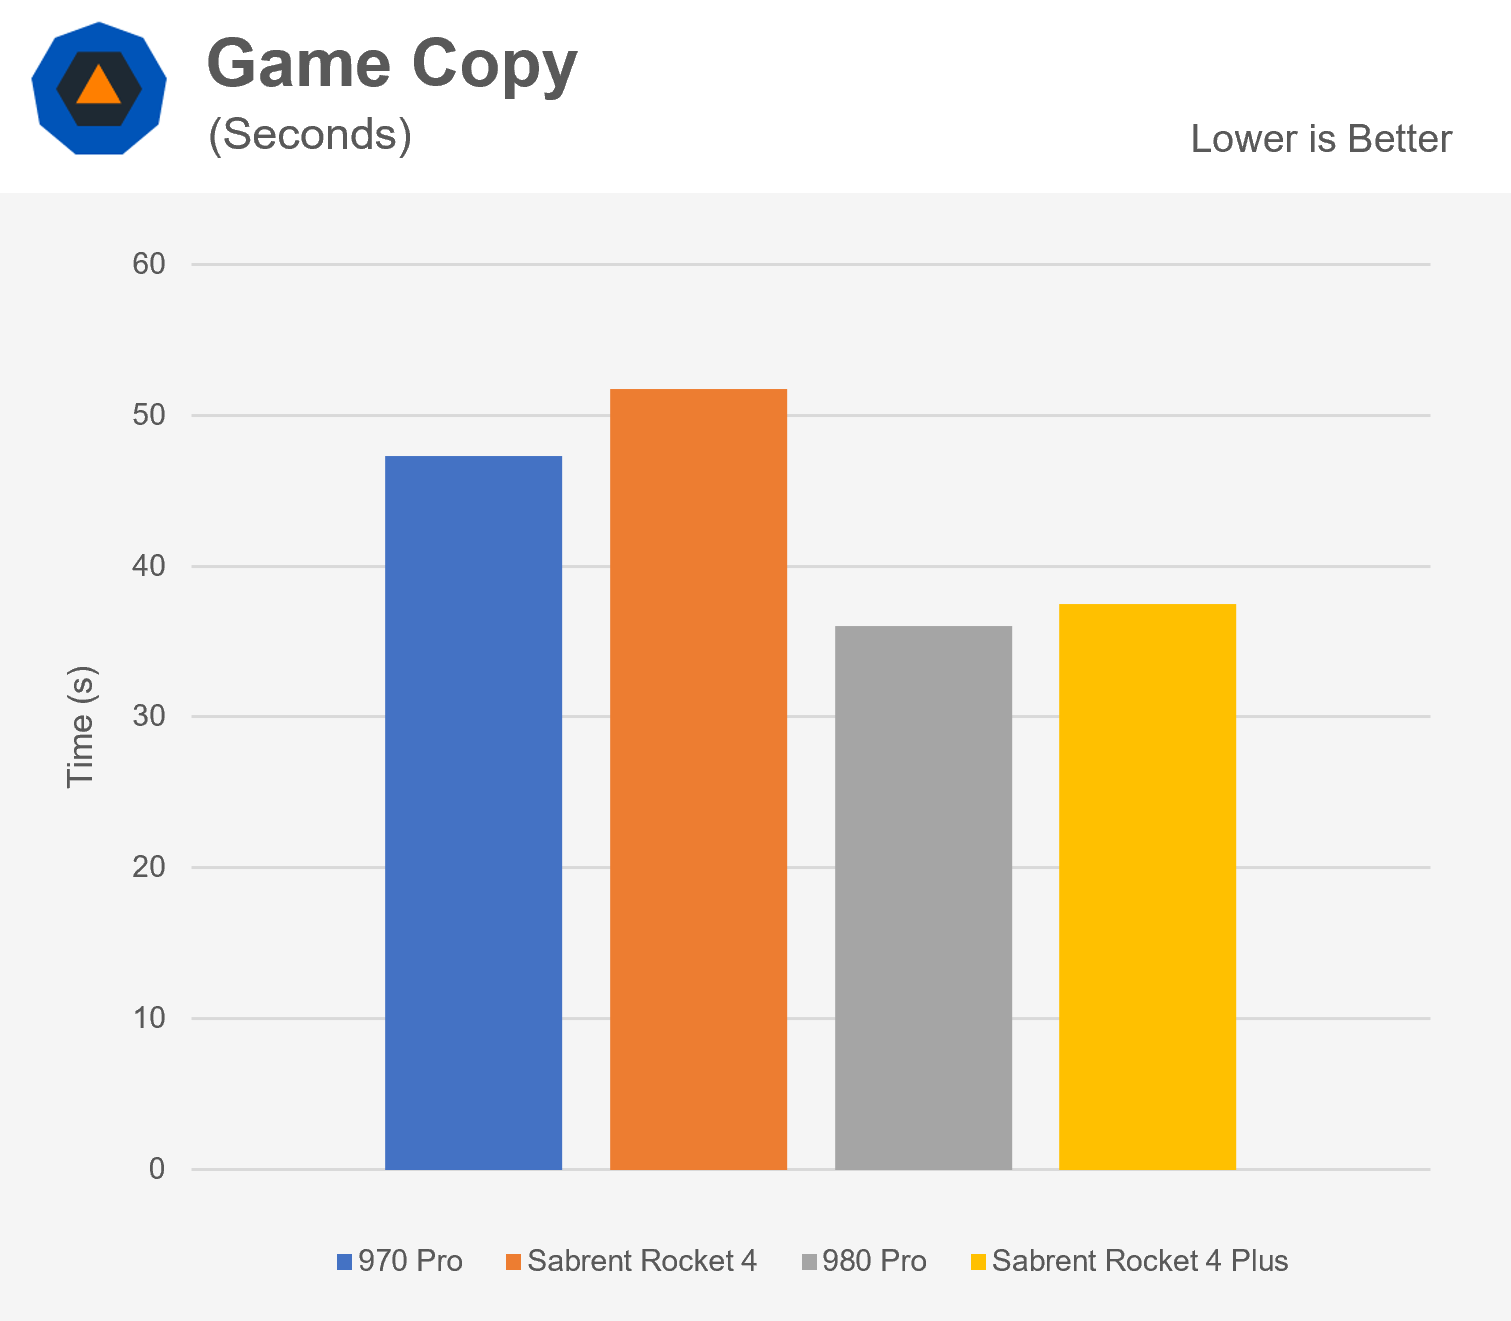 Game Copy
(Seconds)
Lower is Better
60
50
40
30
20
10
0
Time (s)
970 Pro
Sabrent Rocket 4
980 Pro
Sabrent Rocket 4 Plus